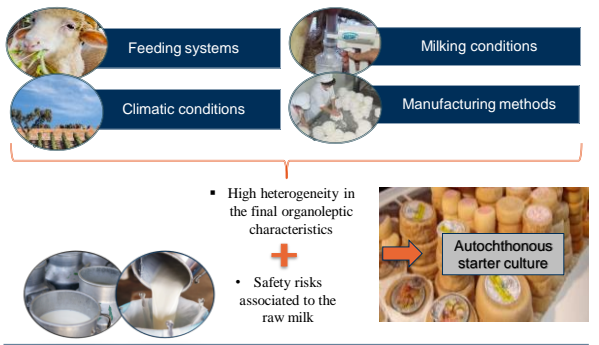 Feeding systems
Milking conditions
Climatic conditions
Manufacturing methods
▪ High heterogeneity in
the final organoleptic
characteristics
• Safety risks
associated to the
raw milk
Autochthonous
starter culture